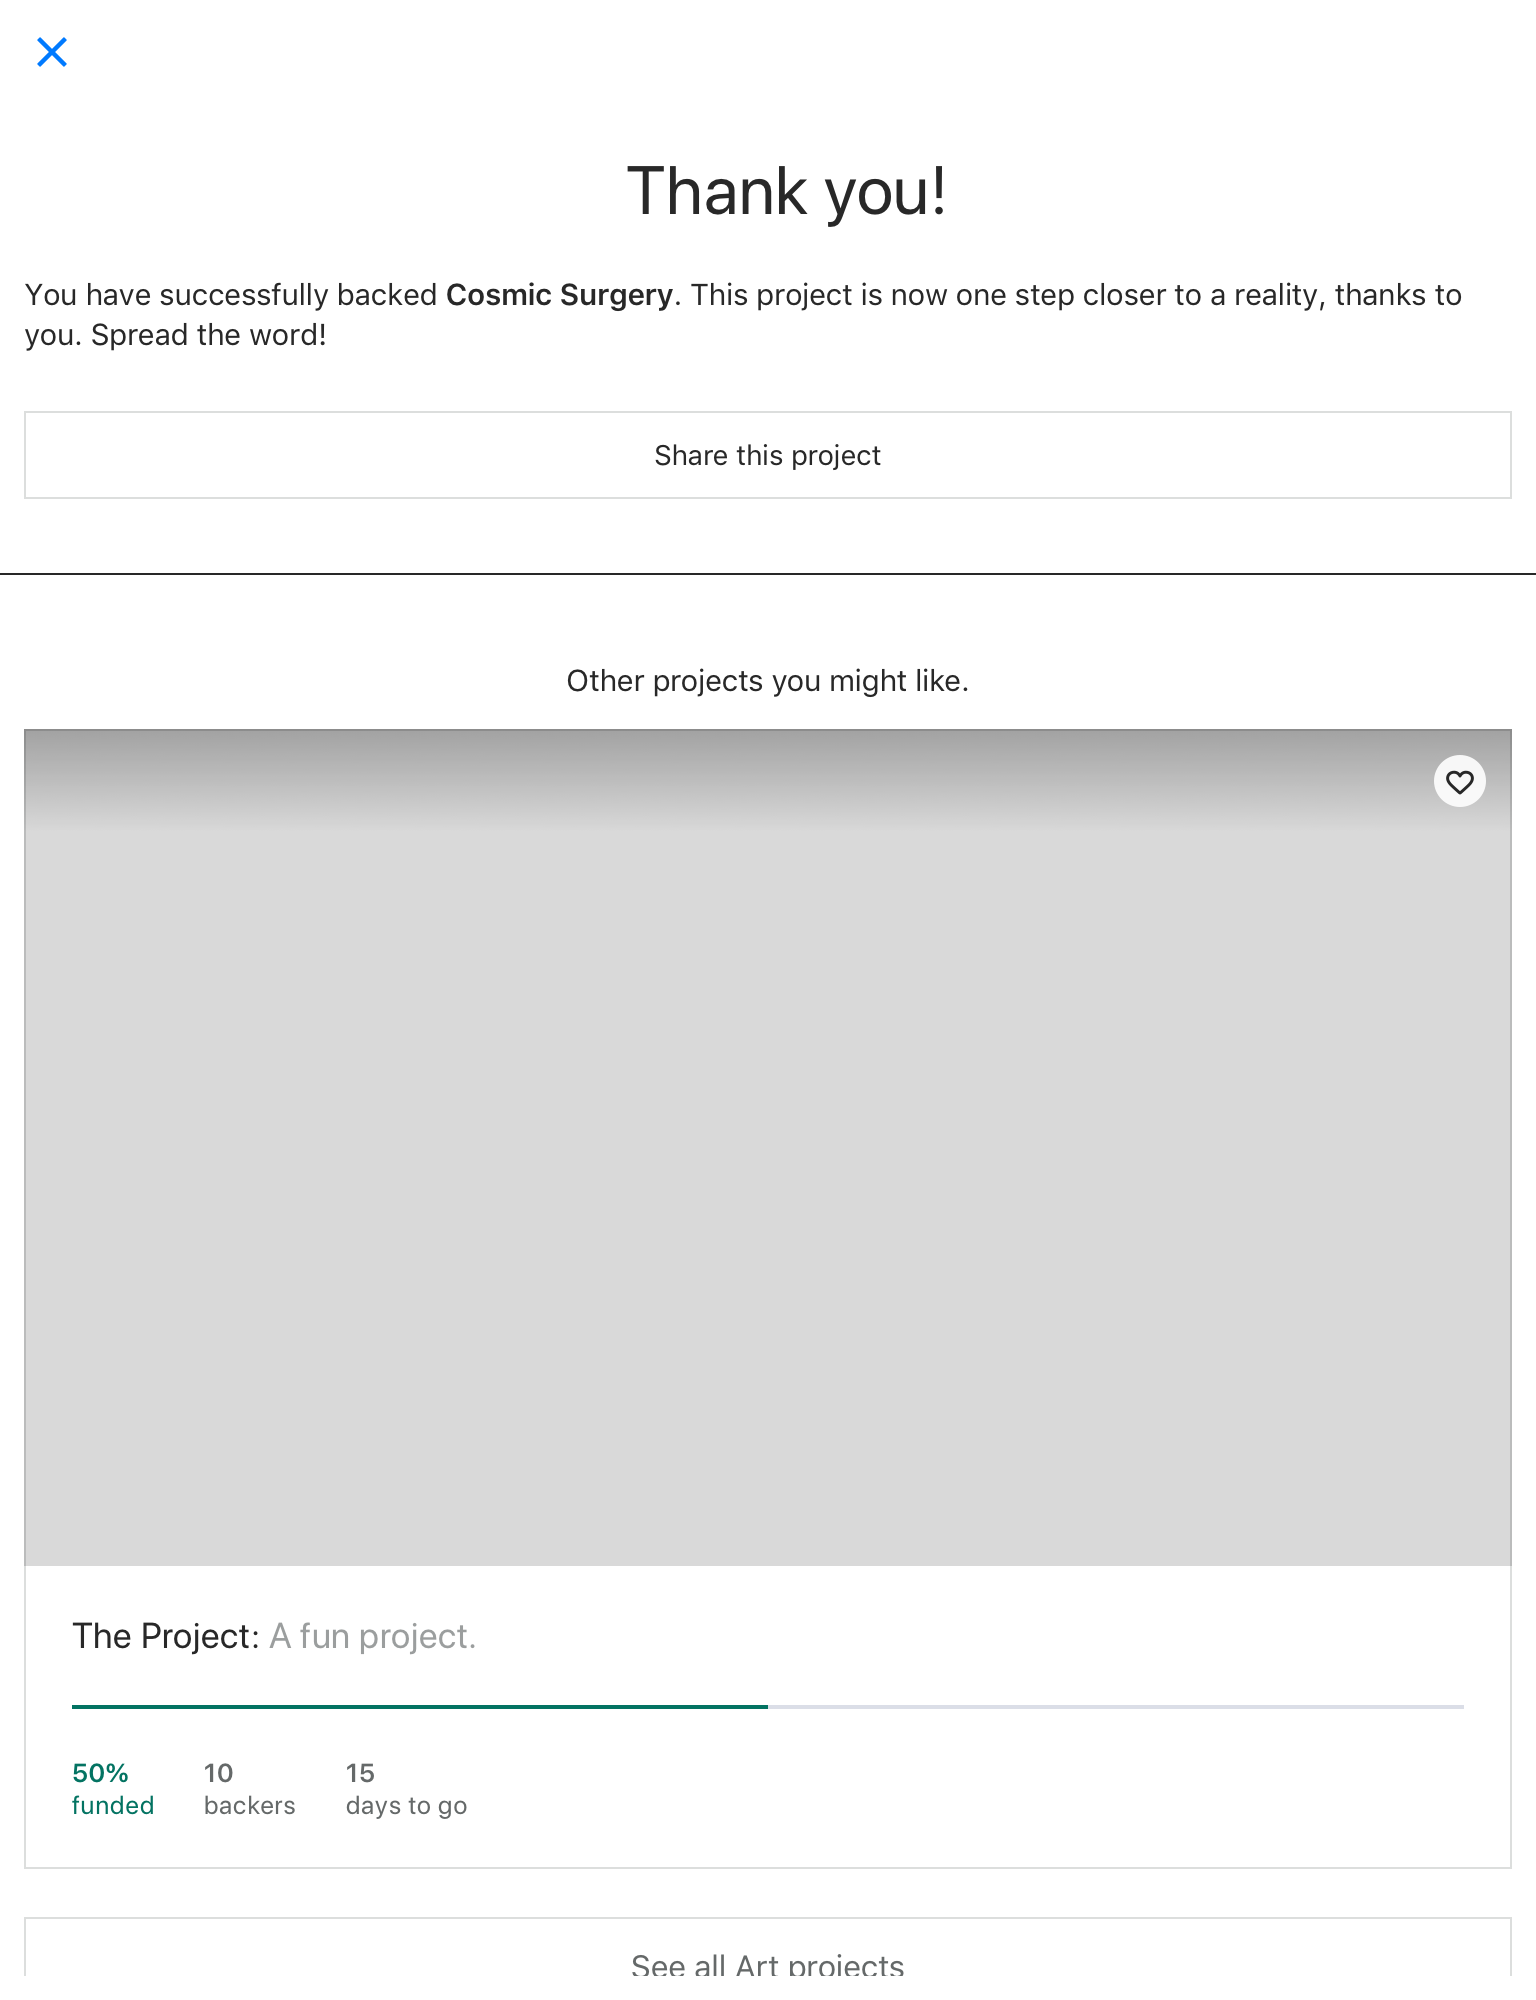 Thank you!
You have successfully backed Cosmic Surgery. This project is now one step closer to a reality, thanks to
you. Spread the word!
Share this project
Other projects you might like.
The Project: A fun project.
50%
funded
10
backers
15
days to go
See all Art projects